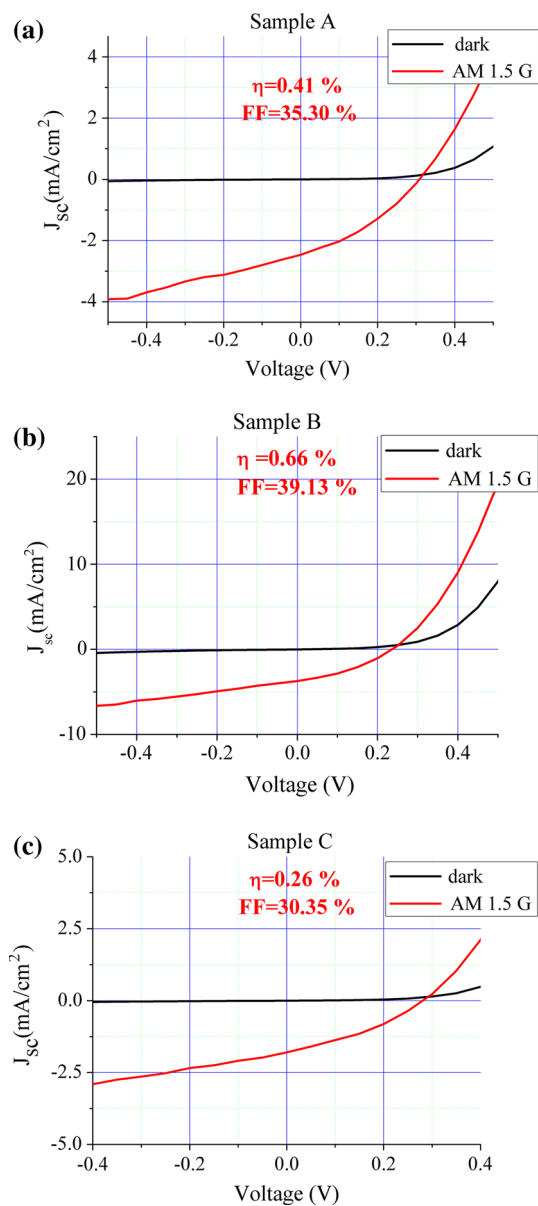 (a)
Sample A
dark
AM 1.5 G
η=0.41 %
FF=35.30 %
4
2
0
-2
-4
J_sc(mA/cm²)
-0.4 -0.2 0.0 0.2 0.4
Voltage (V)
(b)
Sample B
dark
AM 1.5 G
η =0.66 %
FF=39.13 %
20
10
0
-10
J_sc(mA/cm²)
-0.4 -0.2 0.0 0.2 0.4
Voltage (V)
(c)
Sample C
dark
AM 1.5 G
η=0.26 %
FF=30.35 %
5.0
2.5
0.0
-2.5
-5.0
J_sc(mA/cm²)
-0.4 -0.2 0.0 0.2 0.4
Voltage (V)